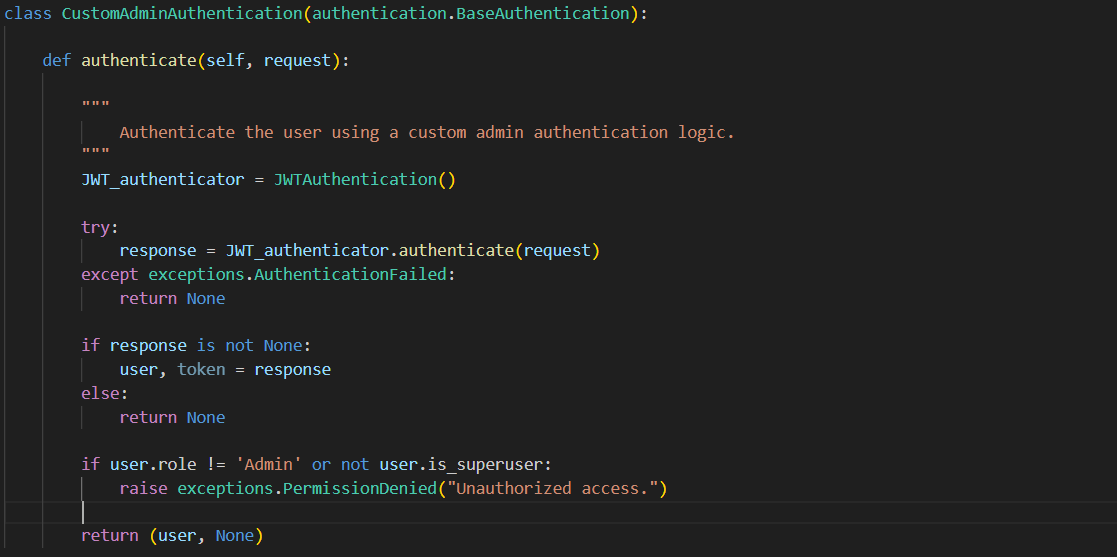 class CustomAdminAuthentication(authentication.BaseAuthentication):
def authenticate(self, request):
"""
Authenticate the user using a custom admin authentication logic.
"""
JWT_authenticator = JWTAuthentication()
try:
response = JWT_authenticator.authenticate(request)
except exceptions.AuthenticationFailed:
return None
if response is not None:
user, token = response
else:
return None
if user.role != 'Admin' or not user.is_superuser:
raise exceptions.PermissionDenied("Unauthorized access.")
return (user, None)